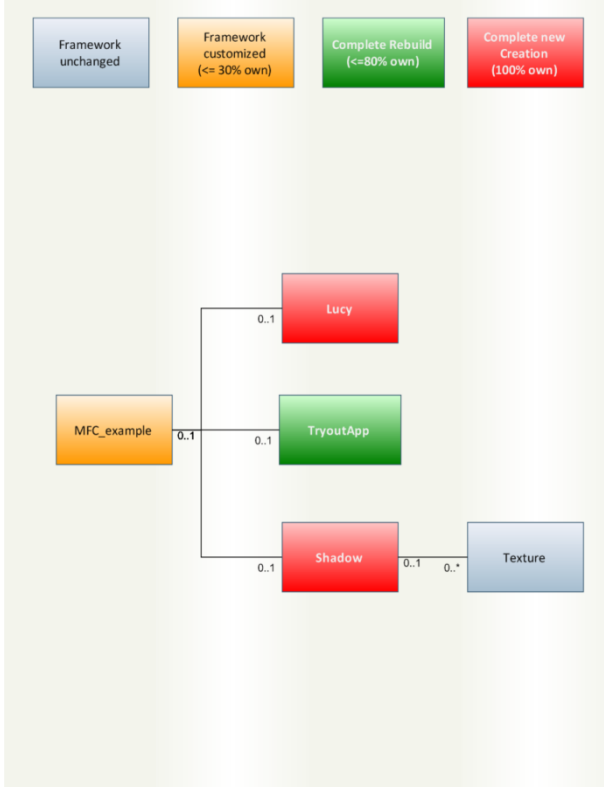 Framework
unchanged
Framework
customized
(<= 30% own)
Complete Rebuild
(<=80% own)
Complete new
Creation
(100% own)
Lucy
0..1
MFC_example
0..1
TryoutApp
0..1
Shadow
0..1
0..1
0..*
Texture